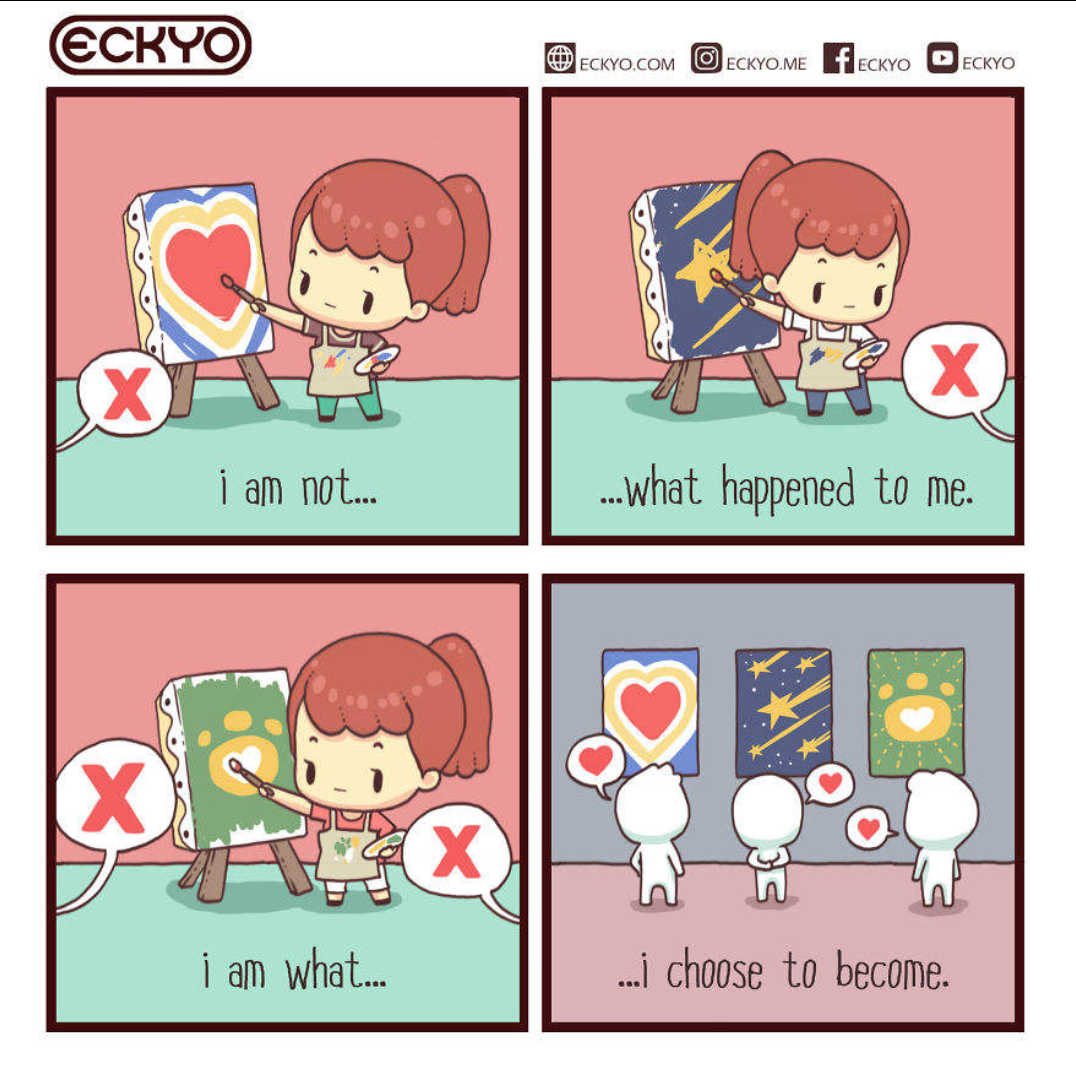 ECKYO
ECKYO.COM ECKYO.ME ECKYO ECKYO
X
i am not...
X
...what happened to me.
X
X
i am what...
...i choose to become.